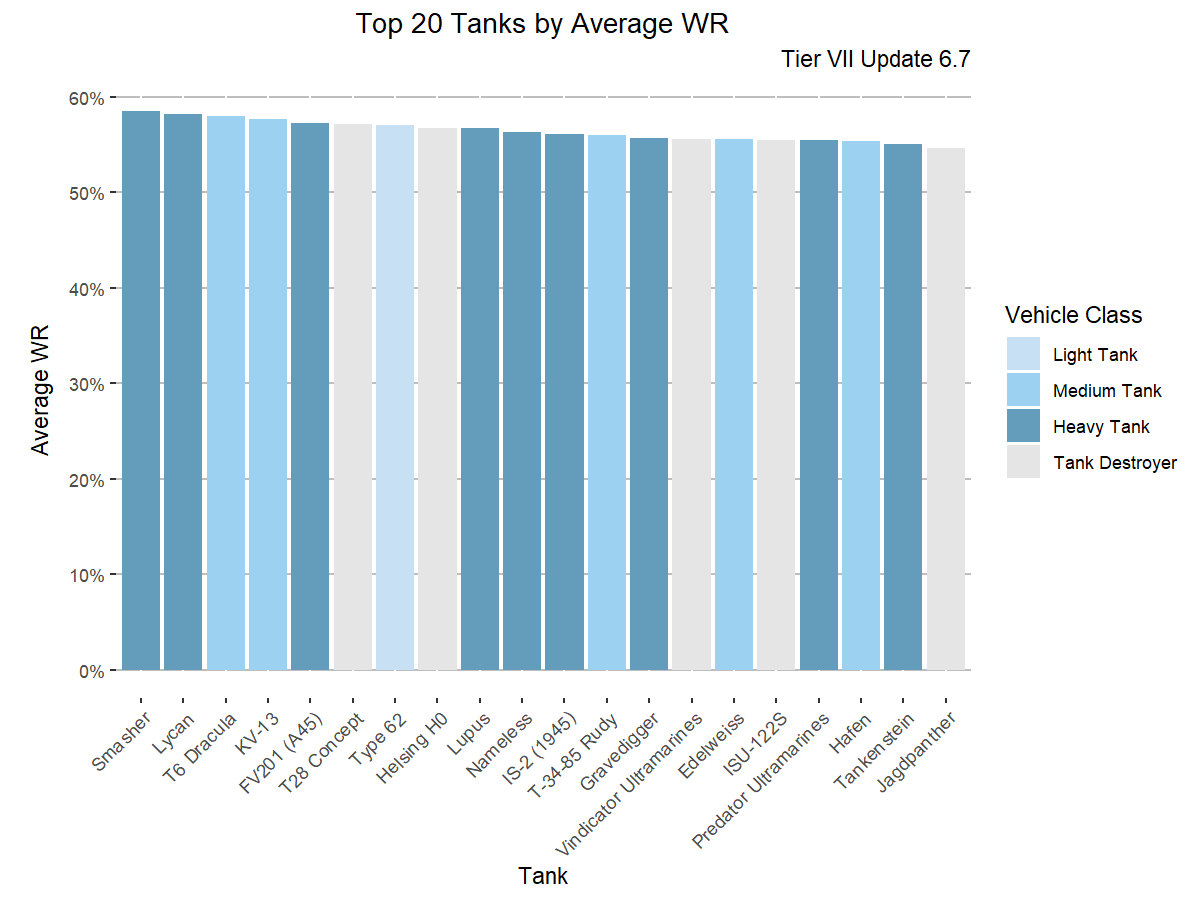 Top 20 Tanks by Average WR
Tier VII Update 6.7
60%
50%
40%
30%
20%
10%
0%
Average WR
Smasher
Lycan
T6 Dracula
KV-13
FV201 (A45)
T28 Concept
Type 62
Helsing H0
Lupus
Nameless
IS-2 (1945)
T-34-85 Rudy
Gravedigger
Vindicator Ultramarines
Edelweiss
ISU-122S
Predator Ultramarines
Hafen
Tankenstein
Jagdpanther
Tank
Vehicle Class
Light Tank
Medium Tank
Heavy Tank
Tank Destroyer